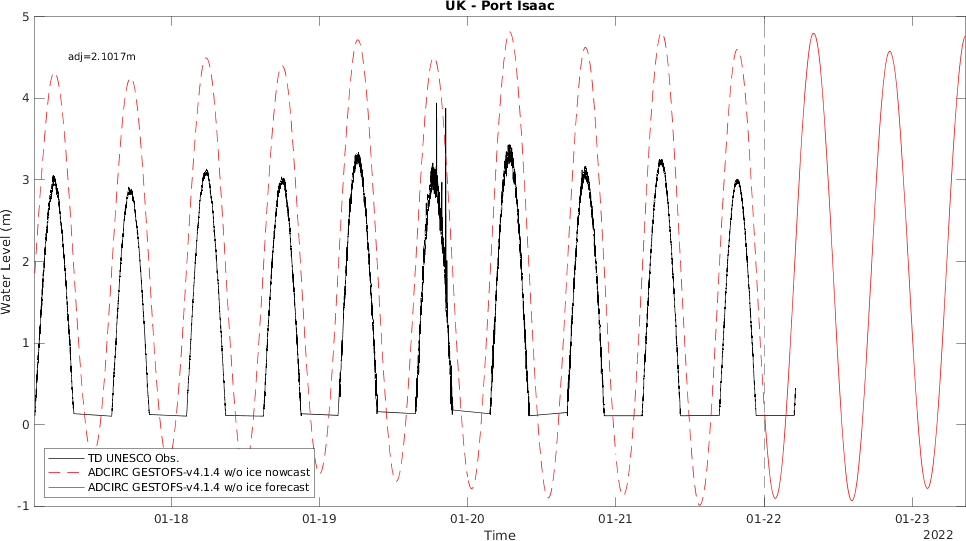 UK - Port Isaac
adj=2.1017m
Water Level (m)
5
4
3
2
1
0
-1
TD UNESCO Obs.
ADCIRC GESTOFS-v4.1.4 w/o ice nowcast
ADCIRC GESTOFS-v4.1.4 w/o ice forecast
01-18 01-19 01-20 01-21 01-22 01-23
Time
2022